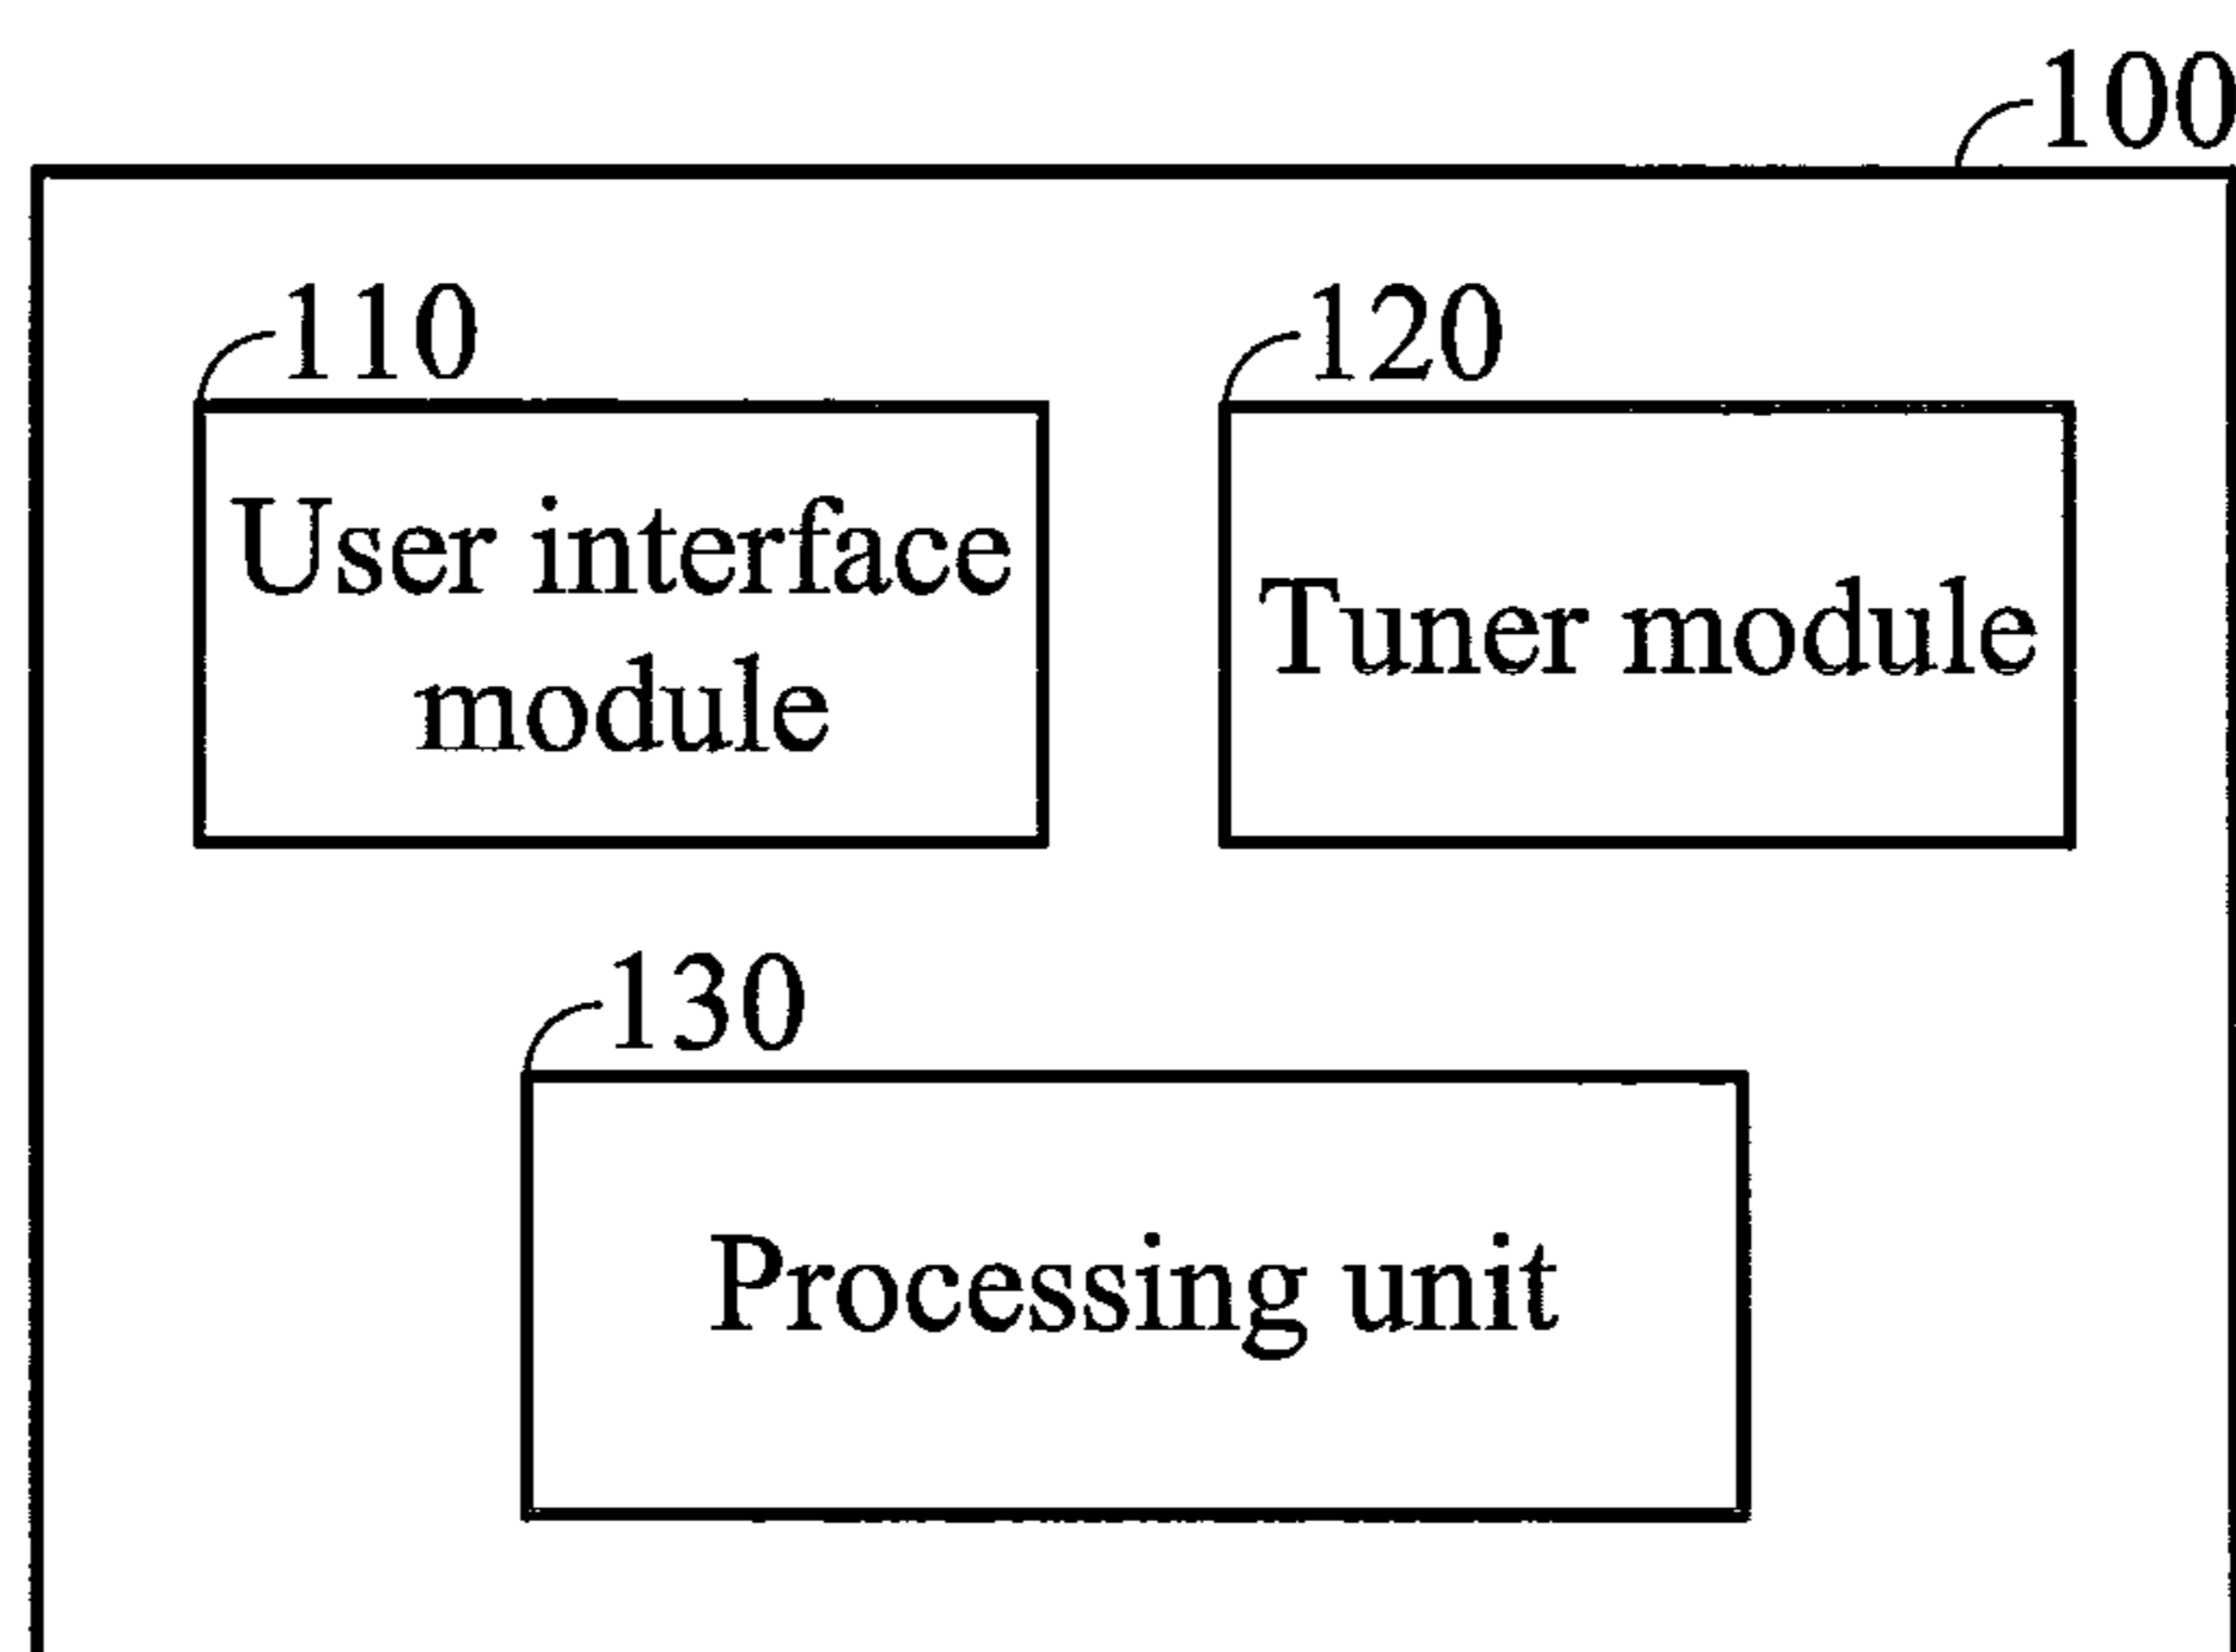 100
110
120
User interface
module
Tuner module
130
Processing unit